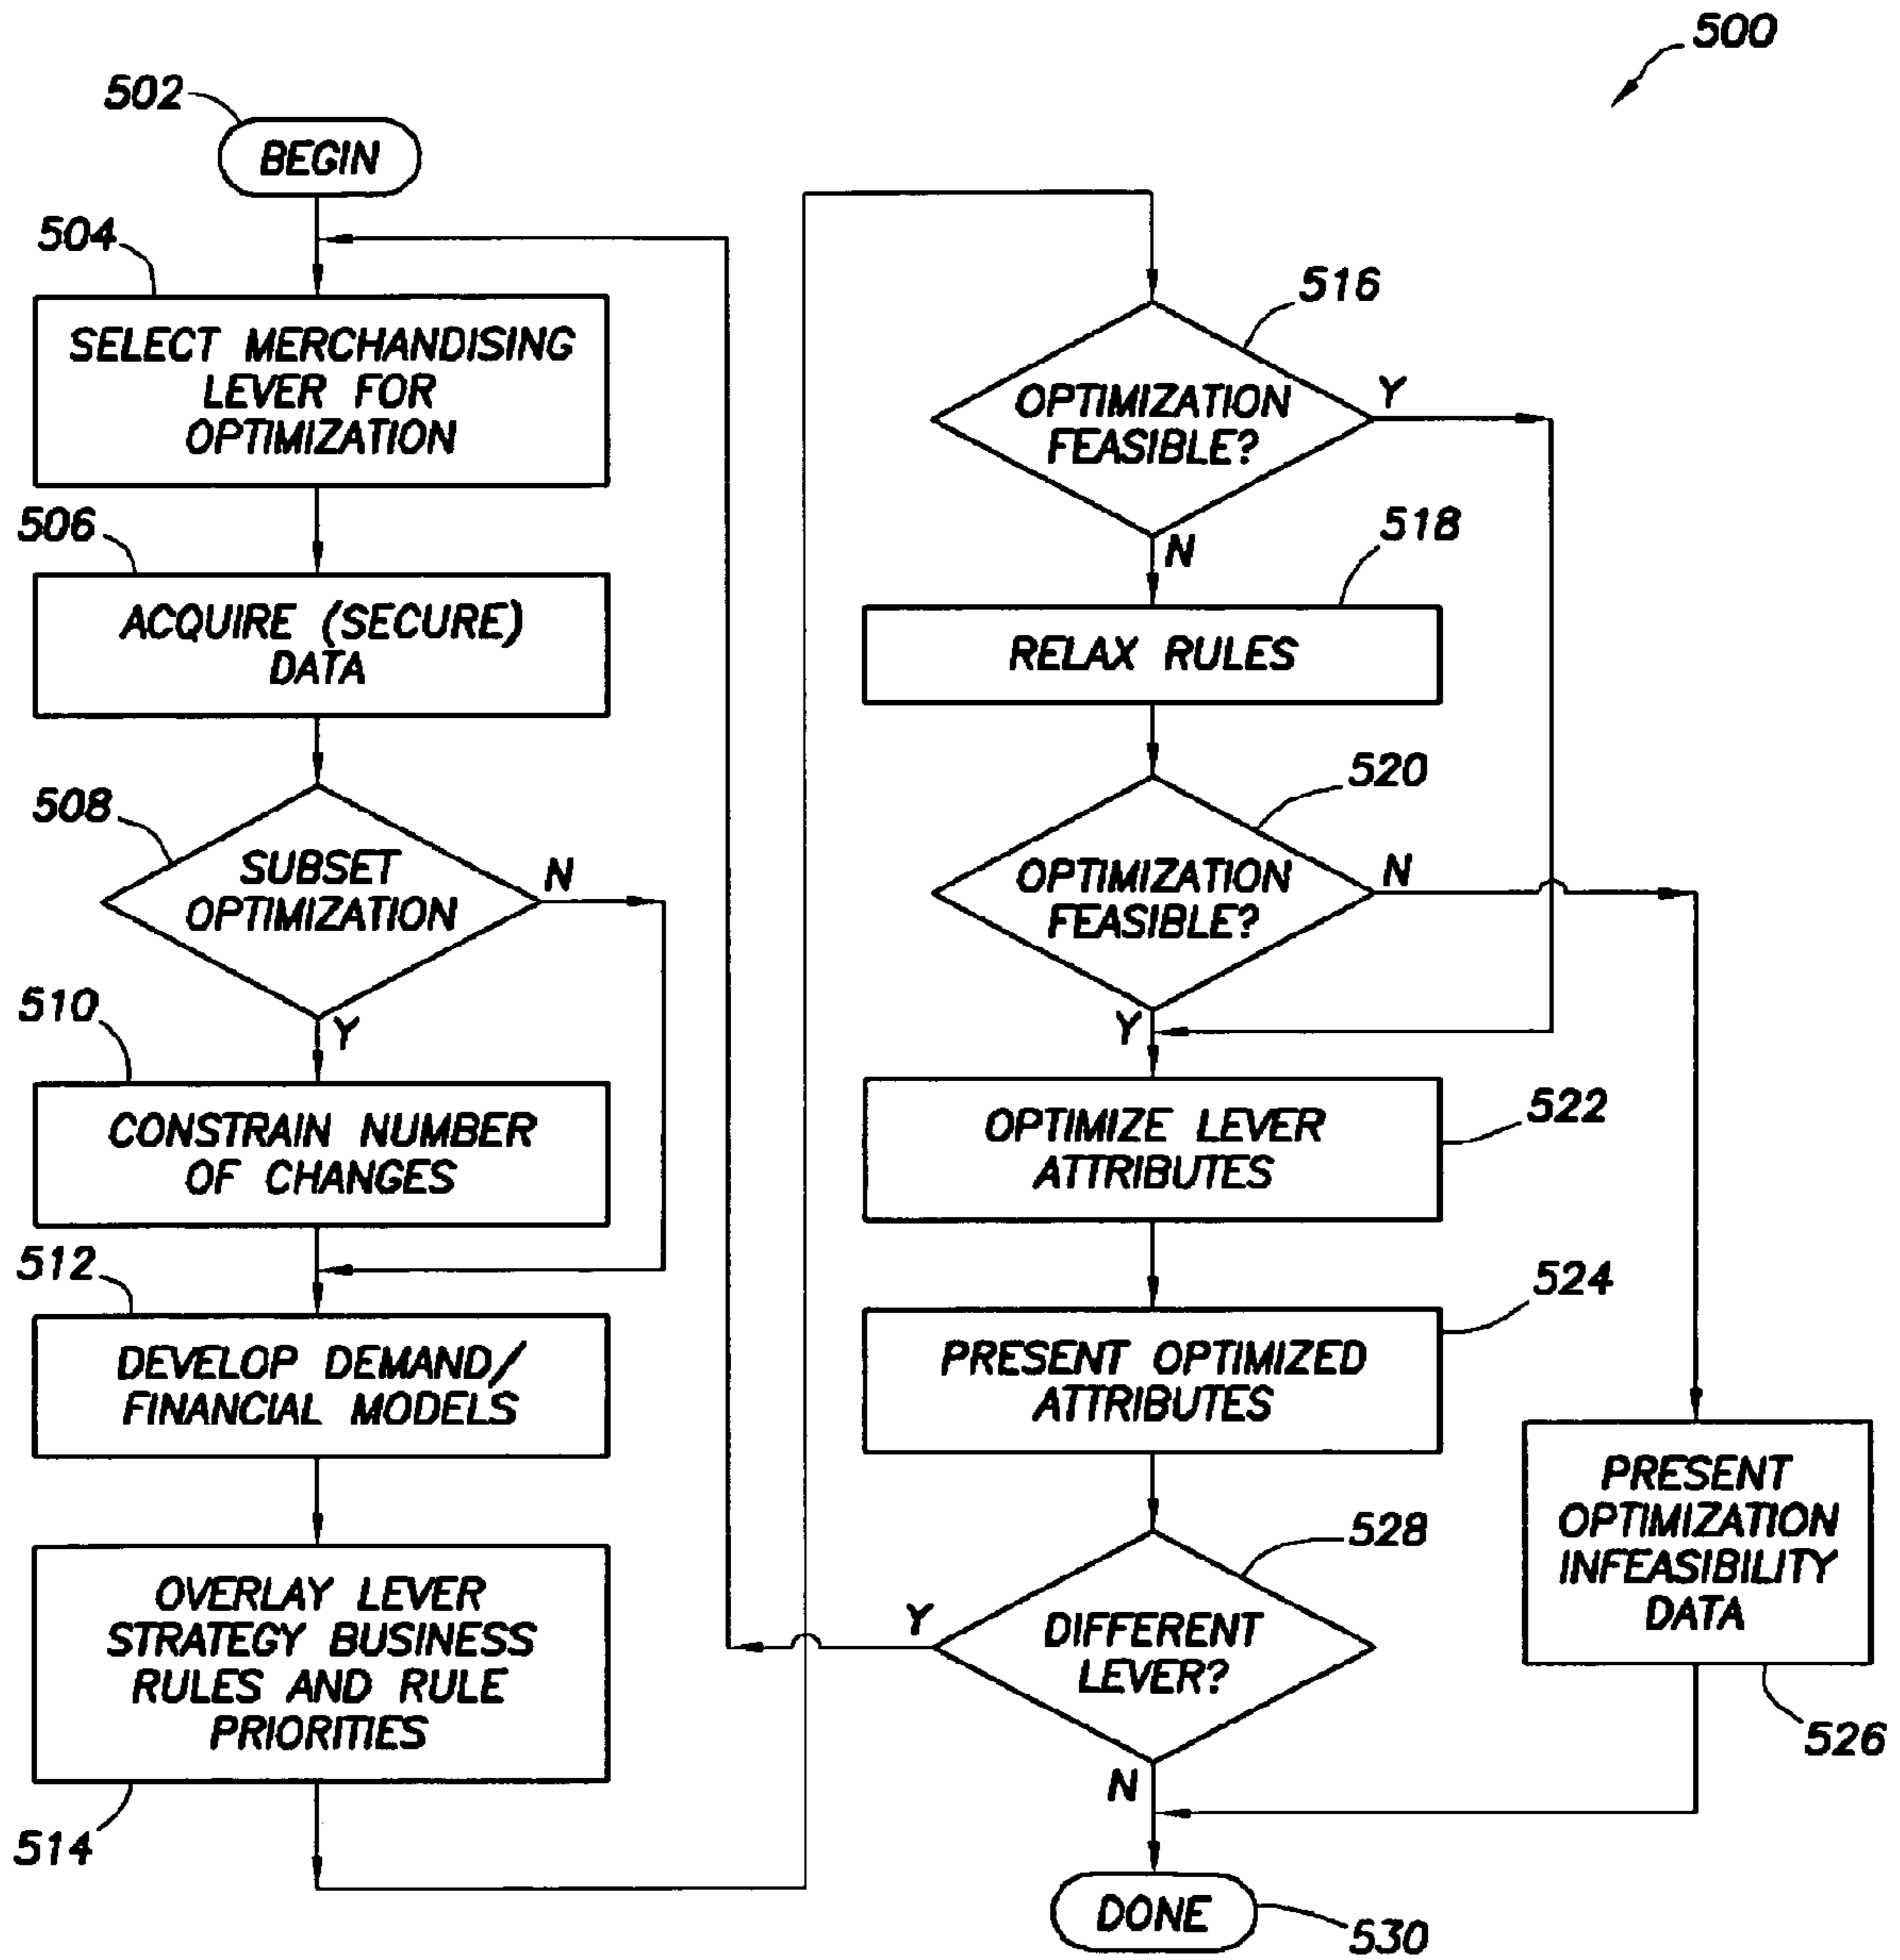 500
502
BEGIN
504
SELECT MERCHANDISING
LEVER FOR
OPTIMIZATION
506
ACQUIRE (SECURE)
DATA
508
SUBSET
OPTIMIZATION
N
Y
510
CONSTRAIN NUMBER
OF CHANGES
512
DEVELOP DEMAND/
FINANCIAL MODELS
OVERLAY LEVER
STRATEGY BUSINESS
RULES AND RULE
PRIORITIES
514
516
OPTIMIZATION
FEASIBLE?
Y
N
518
RELAX RULES
520
OPTIMIZATION
FEASIBLE?
N
Y
OPTIMIZE LEVER
ATTRIBUTES
522
524
PRESENT OPTIMIZED
ATTRIBUTES
528
DIFFERENT
LEVER?
Y
N
PRESENT
OPTIMIZATION
INFEASIBILITY
DATA
526
DONE
530